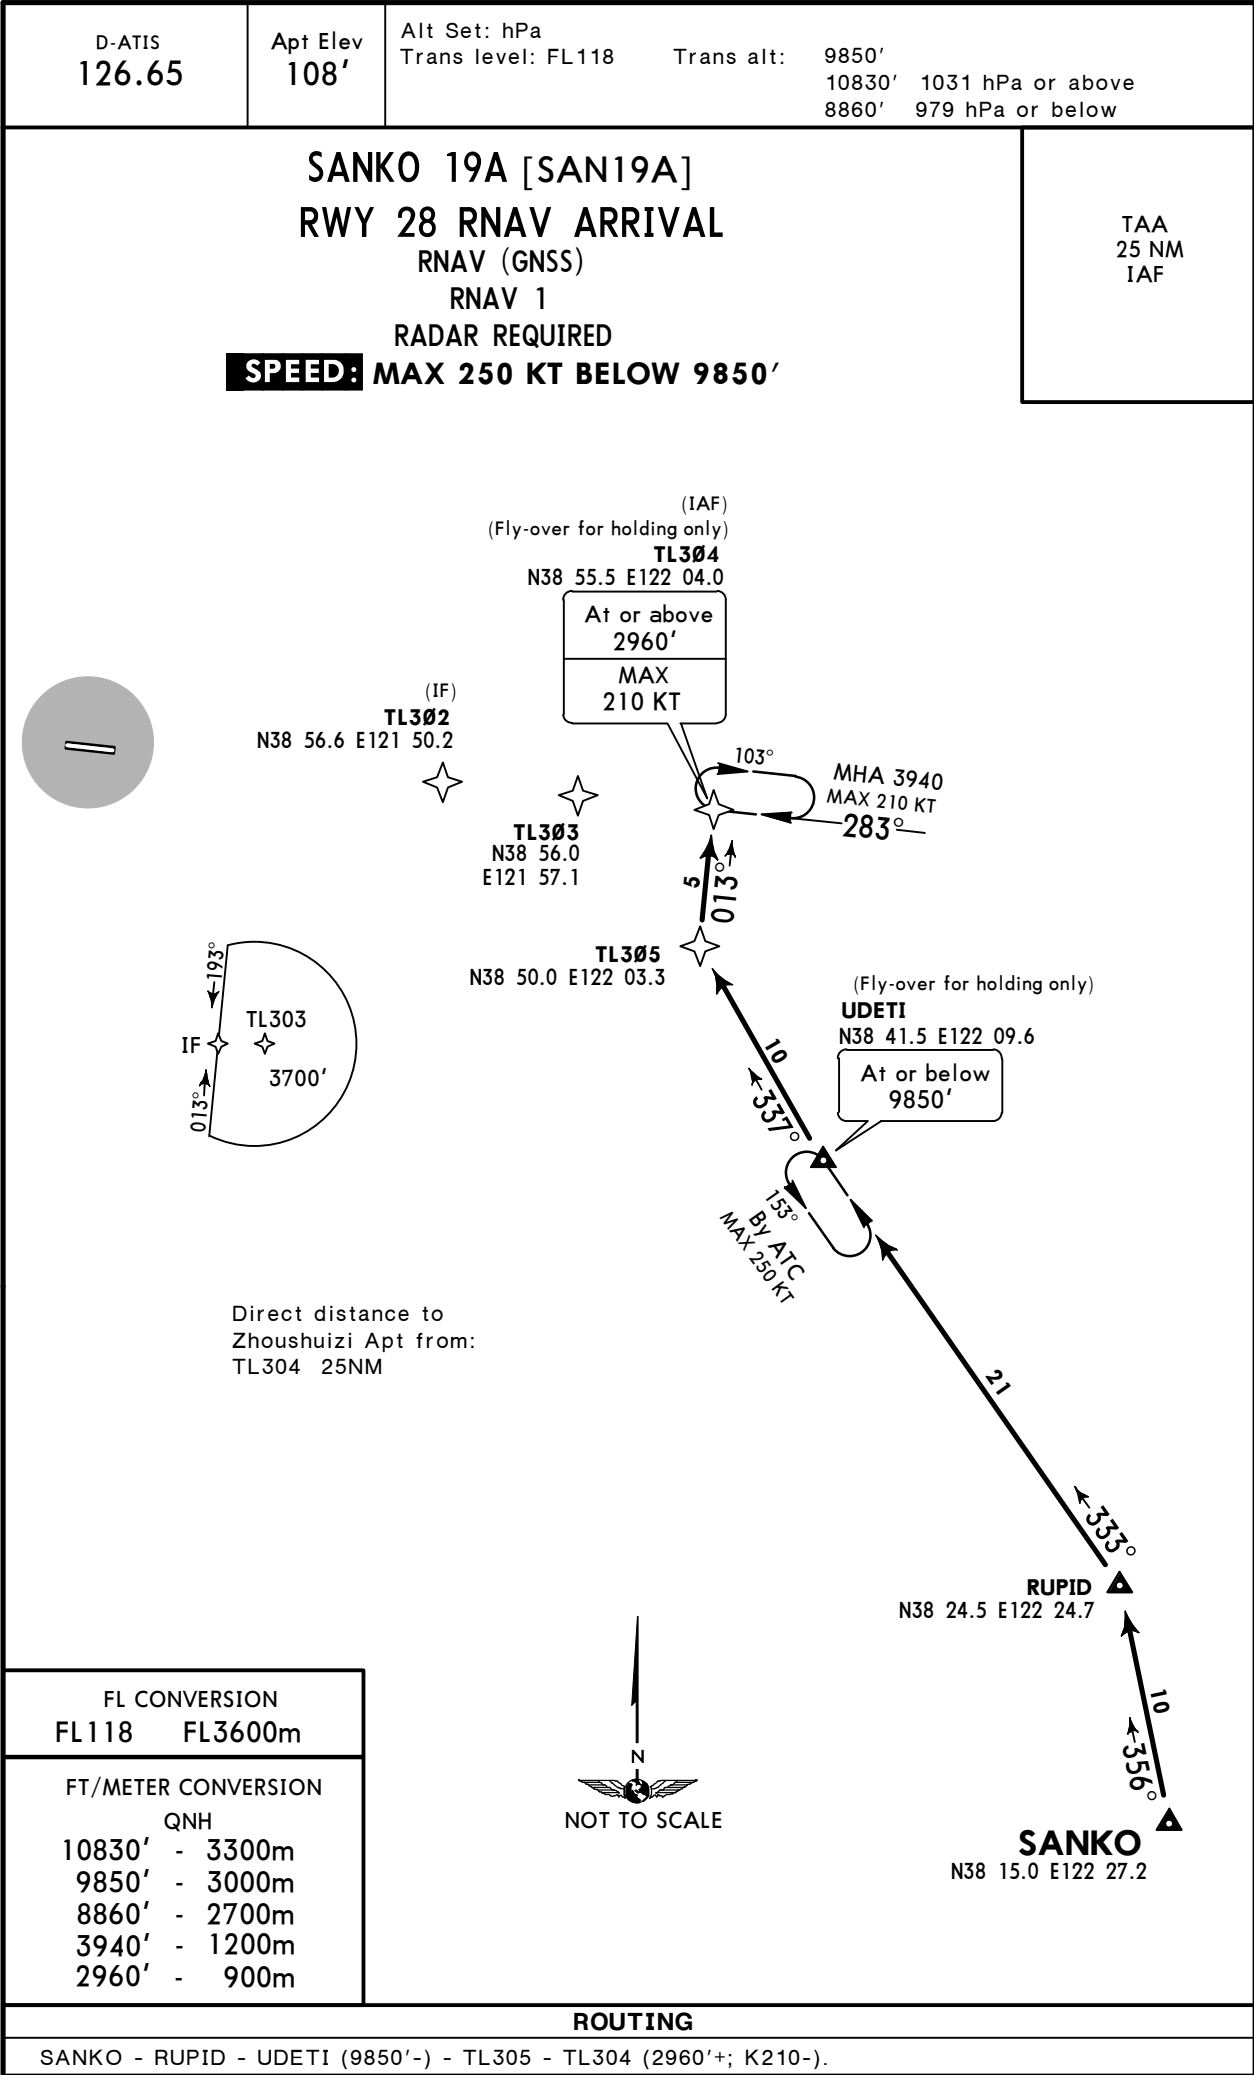 D-ATIS
126.65
Apt Elev
108'
Alt Set: hPa
Trans level: FL118 Trans alt: 9850'
10830' 1031 hPa or above
8860' 979 hPa or below
SANKO 19A [SAN19A]
RWY 28 RNAV ARRIVAL
RNAV (GNSS)
RNAV 1
RADAR REQUIRED
SPEED: MAX 250 KT BELOW 9850'
TAA
25 NM
IAF
(IAF)
(Fly-over for holding only)
TL3Ø4
N38 55.5 E122 04.0
At or above
2960'
MAX
210 KT
(IF)
TL3Ø2
N38 56.6 E121 50.2
103°
MHA 3940
MAX 210 KT
283°
TL3Ø3
N38 56.0
E121 57.1
5
013°
TL3Ø5
N38 50.0 E122 03.3
193°
TL303
IF
3700'
013°
(Fly-over for holding only)
UDETI
N38 41.5 E122 09.6
At or below
9850'
10
337°
153°
By ATC
MAX 250 KT
Direct distance to
Zhoushuizi Apt from:
TL304 25NM
21
333°
RUPID
N38 24.5 E122 24.7
10
356°
SANKO
N38 15.0 E122 27.2
N
NOT TO SCALE
FL CONVERSION
FL118 FL3600m
FT/METER CONVERSION
QNH
10830' - 3300m
9850' - 3000m
8860' - 2700m
3940' - 1200m
2960' - 900m
ROUTING
SANKO - RUPID - UDETI (9850'-) - TL305 - TL304 (2960'+; K210-).